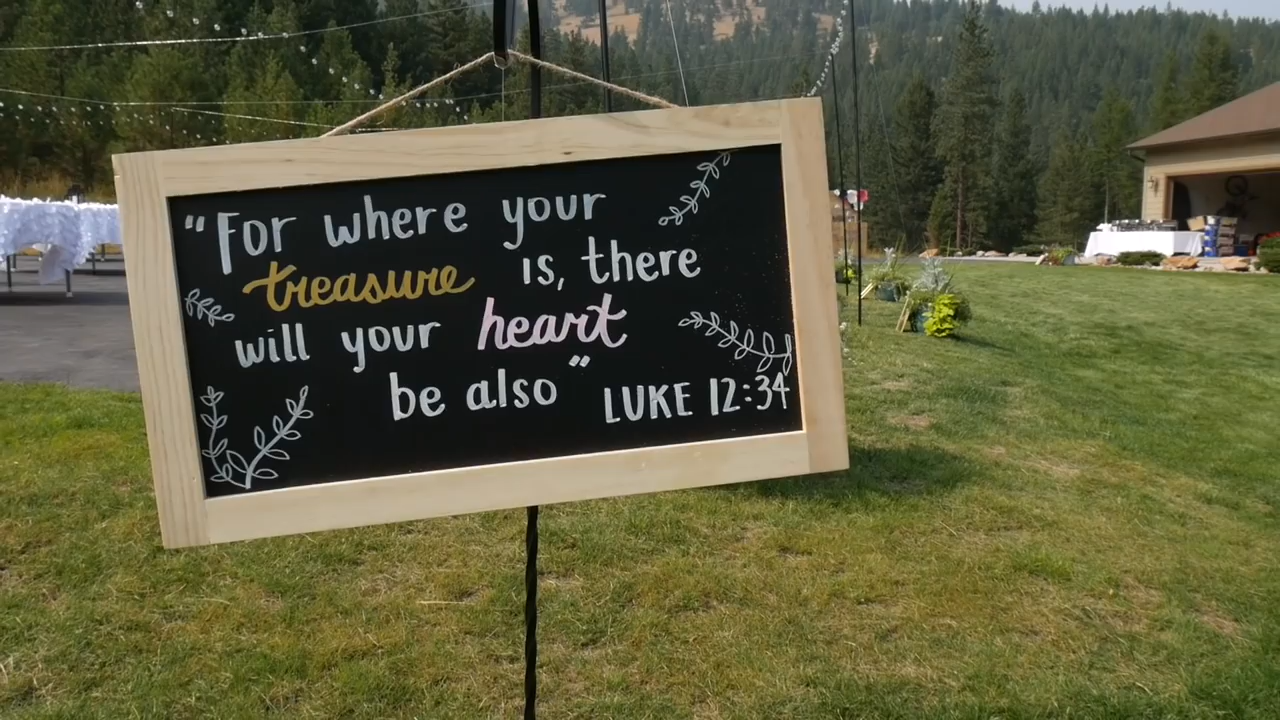 "For where your
treasure is, there
will your heart
be also"
LUKE 12:34